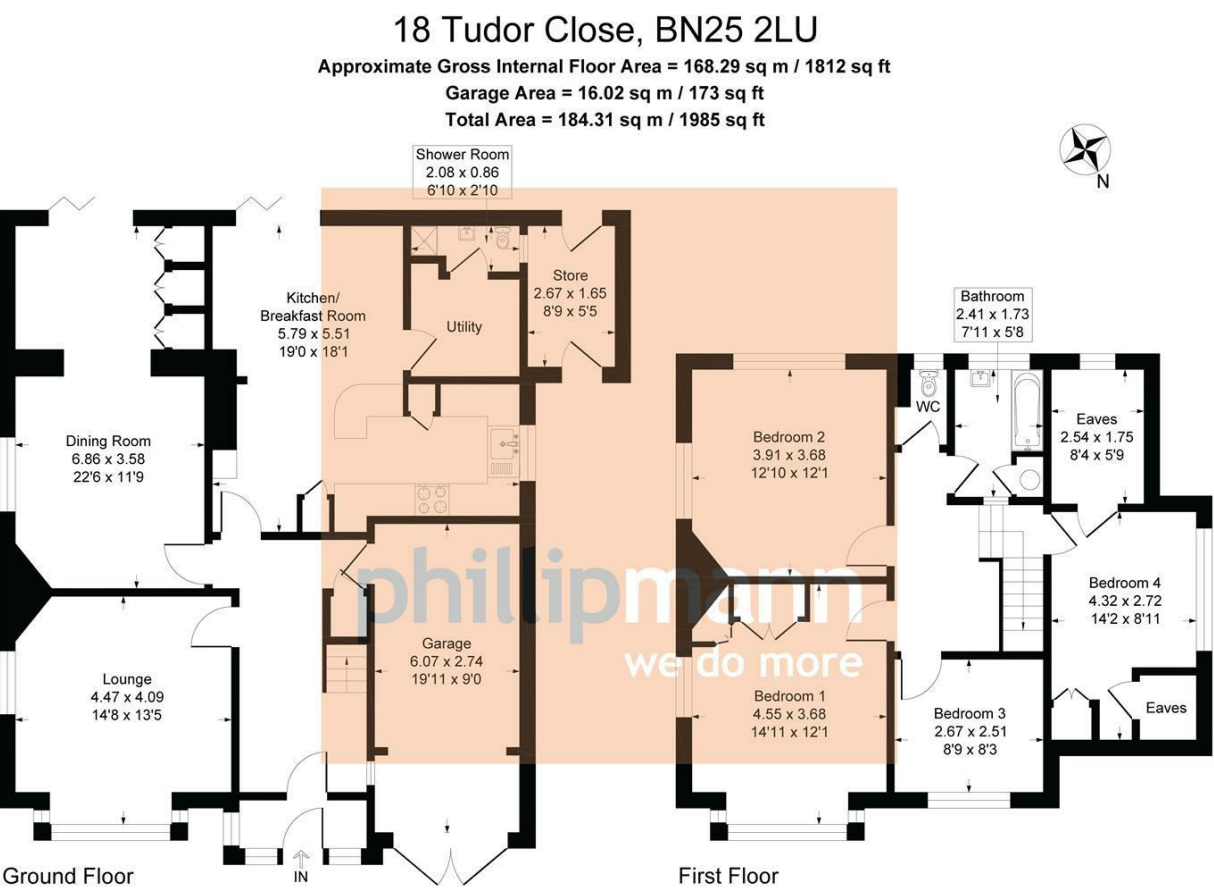 18 Tudor Close, BN25 2LU
Approximate Gross Internal Floor Area = 168.29 sq m / 1812 sq ft
Garage Area = 16.02 sq m / 173 sq ft
Total Area = 184.31 sq m / 1985 sq ft
N
Shower Room
2.08 x 0.86
6'10 x 2'10
Store
2.67 x 1.65
8'9 x 5'5
Kitchen/
Breakfast Room
5.79 x 5.51
19'0 x 18'1
Utility
Dining Room
6.86 x 3.58
22'6 x 11'9
Lounge
4.47 x 4.09
14'8 x 13'5
Garage
6.07 x 2.74
19'11 x 9'0
IN
Ground Floor
Bathroom
2.41 x 1.73
7'11 x 5'8
WC
Bedroom 2
3.91 x 3.68
12'10 x 12'1
Eaves
2.54 x 1.75
8'4 x 5'9
Bedroom 4
4.32 x 2.72
14'2 x 8'11
Bedroom 1
4.55 x 3.68
14'11 x 12'1
Bedroom 3
2.67 x 2.51
8'9 x 8'3
Eaves
First Floor
phillipmann
we do more